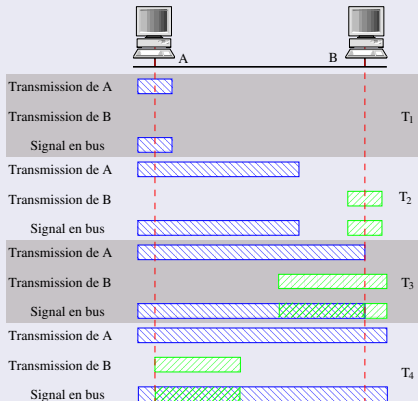 A B
Transmission de A
Transmission de B T1
Signal en bus
Transmission de A
Transmission de B T2
Signal en bus
Transmission de A
Transmission de B T3
Signal en bus
Transmission de A
Transmission de B T4
Signal en bus